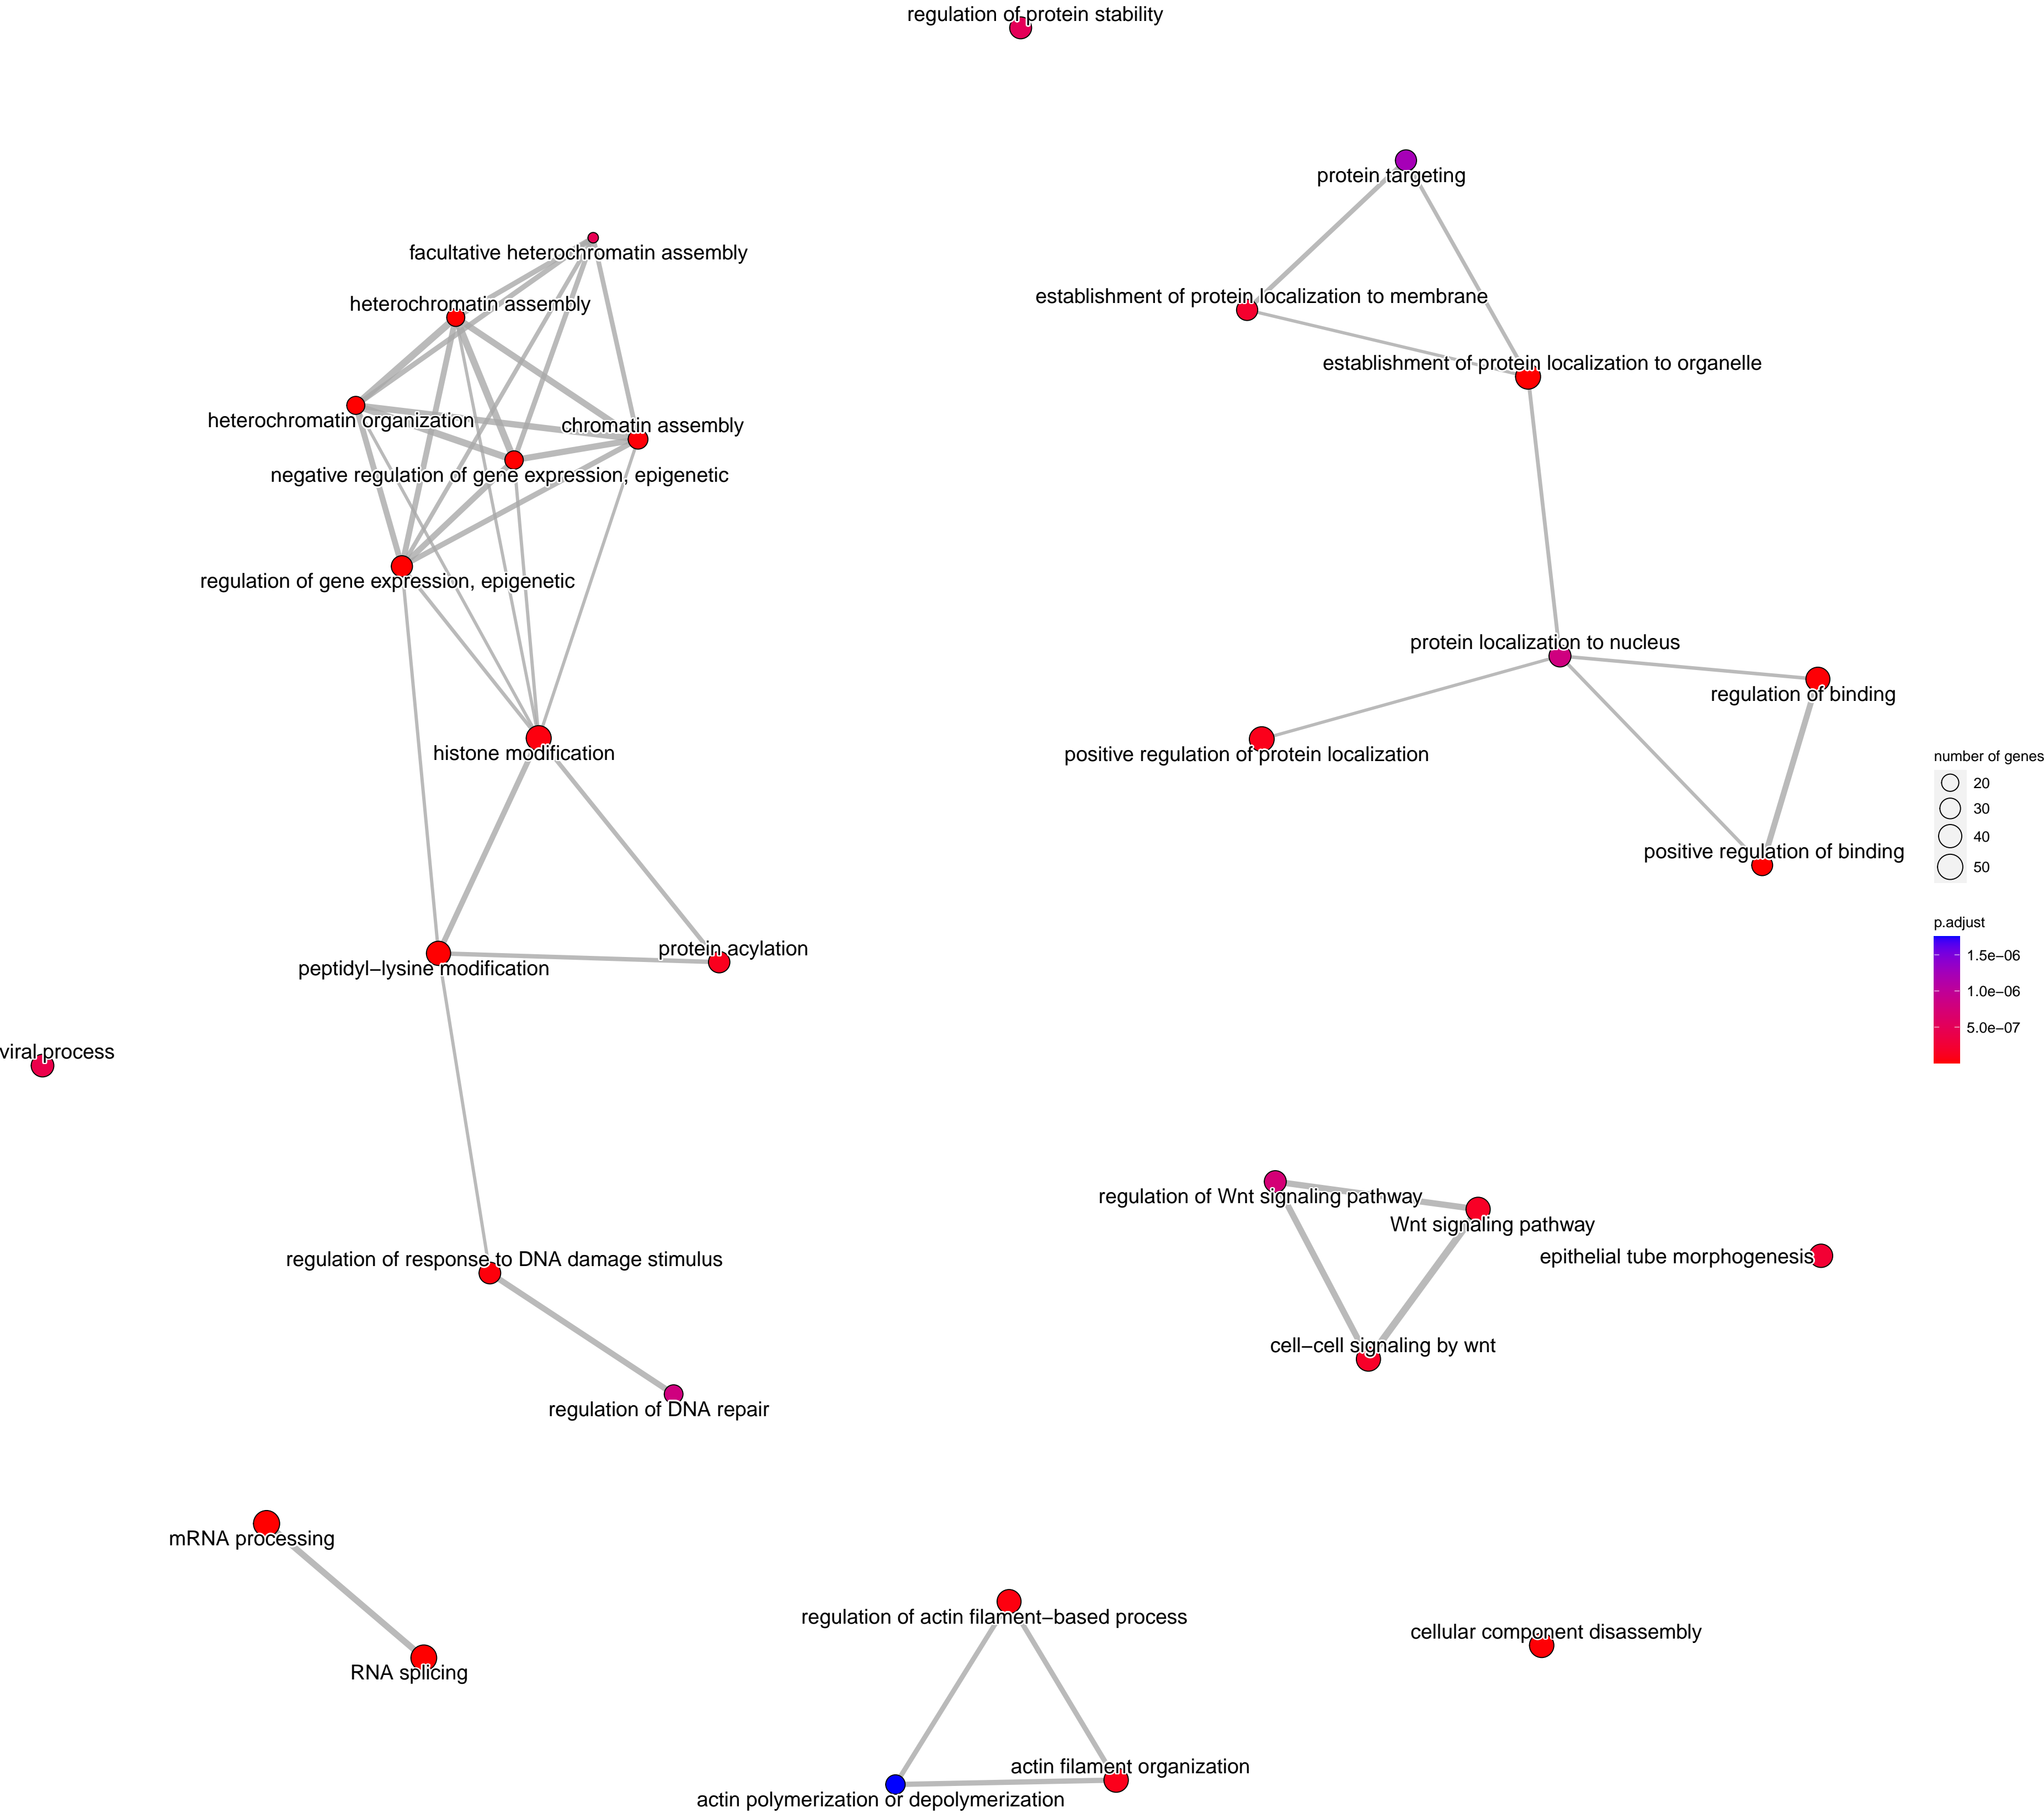 regulation of protein stability
protein targeting
facultative heterochromatin assembly
establishment of protein localization to membrane
heterochromatin assembly
establishment of protein localization to organelle
heterochromatin organization
chromatin assembly
negative regulation of gene expression, epigenetic
regulation of gene expression, epigenetic
protein localization to nucleus
regulation of binding
histone modification
positive regulation of protein localization
number of genes
20
30
40
50
positive regulation of binding
p.adjust
1.5e−06
1.0e−06
5.0e−07
protein acylation
peptidyl−lysine modification
viral process
regulation of Wnt signaling pathway
Wnt signaling pathway
epithelial tube morphogenesis
regulation of response to DNA damage stimulus
cell−cell signaling by wnt
regulation of DNA repair
mRNA processing
regulation of actin filament−based process
cellular component disassembly
RNA splicing
actin filament organization
actin polymerization or depolymerization